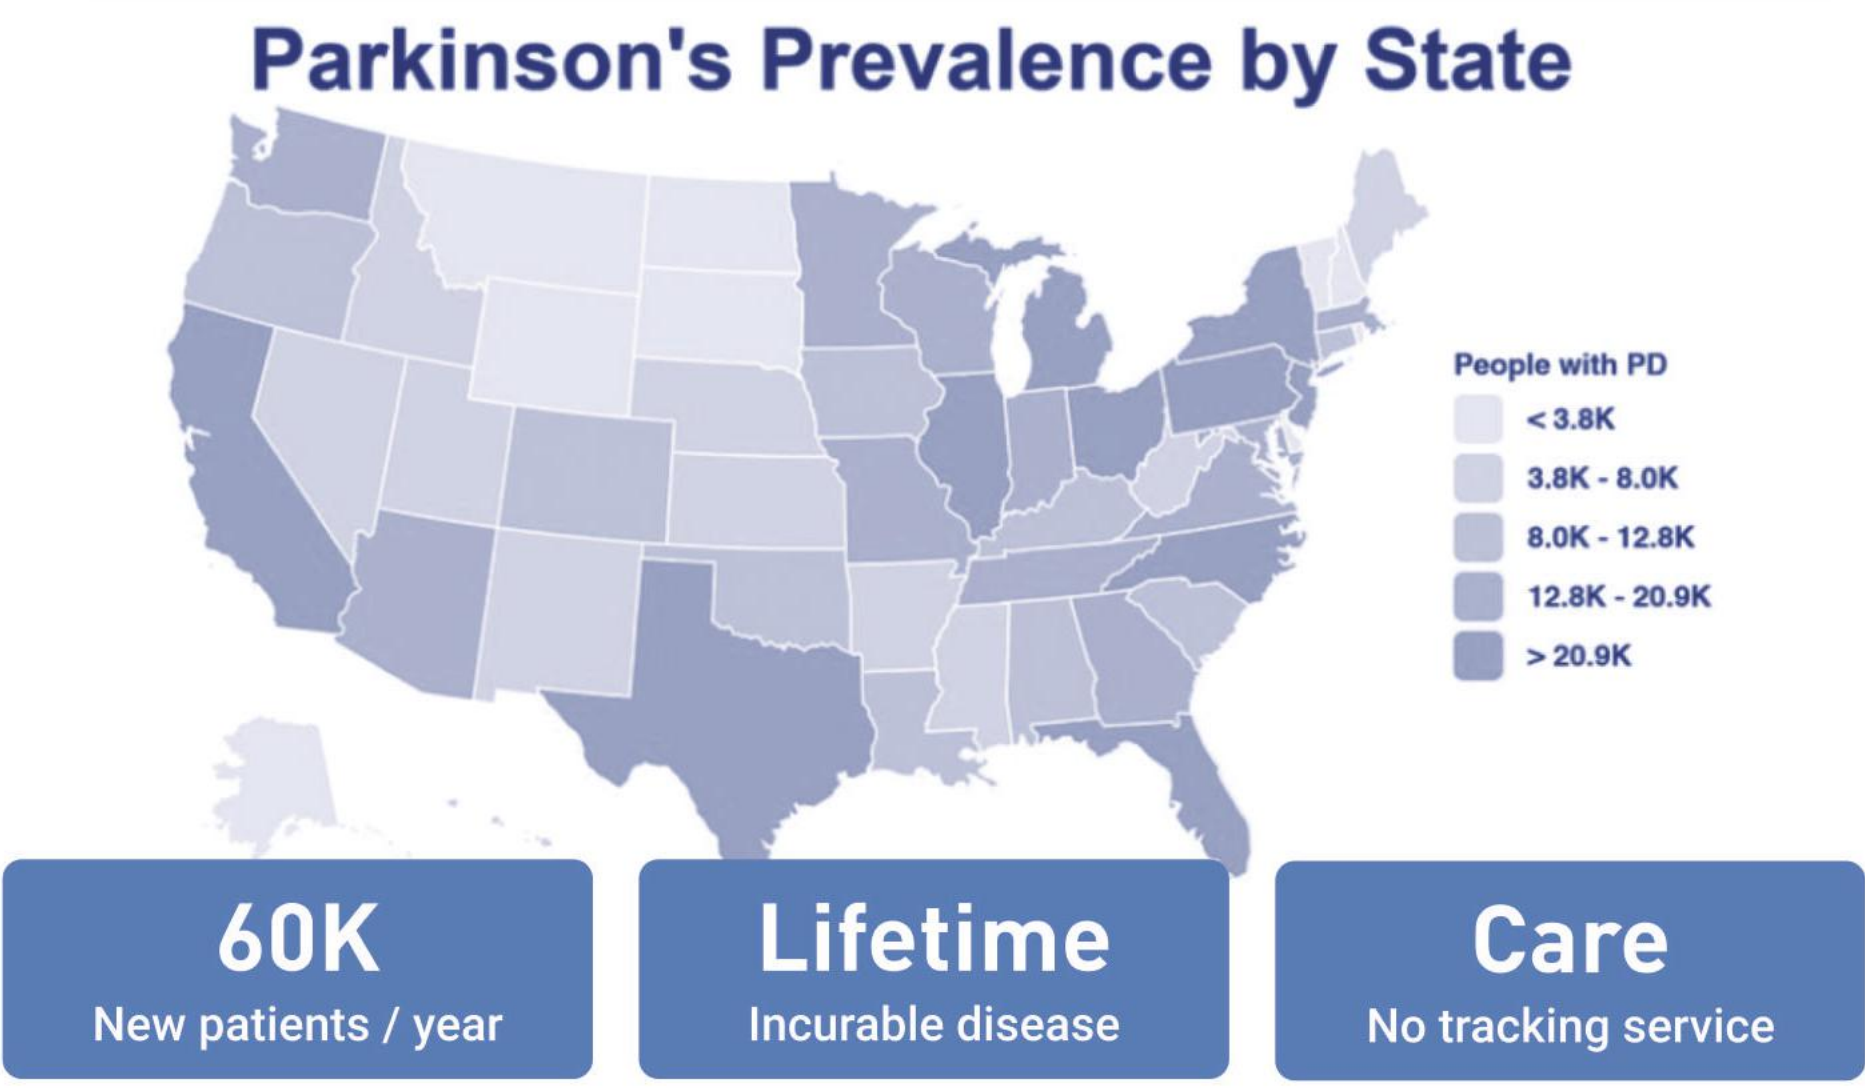 Parkinson's Prevalence by State
People with PD
< 3.8K
3.8K - 8.0K
8.0K - 12.8K
12.8K - 20.9K
> 20.9K
60K
New patients / year
Lifetime
Incurable disease
Care
No tracking service